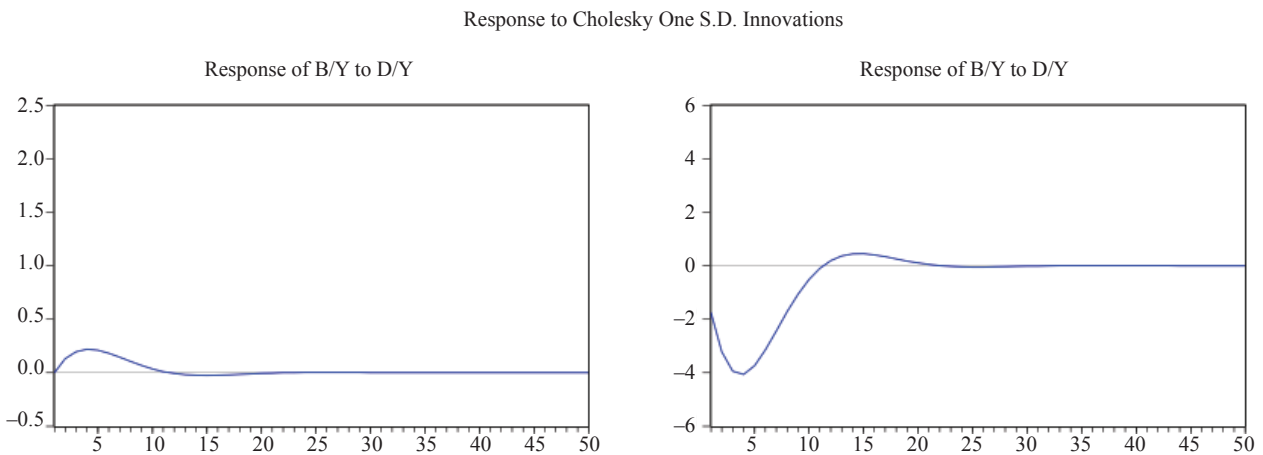 Response to Cholesky One S.D. Innovations
Response of B/Y to D/Y
2.5
2.0
1.5
1.0
0.5
0.0
–0.5
5 10 15 20 25 30 35 40 45 50
Response of B/Y to D/Y
6
4
2
0
–2
–4
–6
5 10 15 20 25 30 35 40 45 50